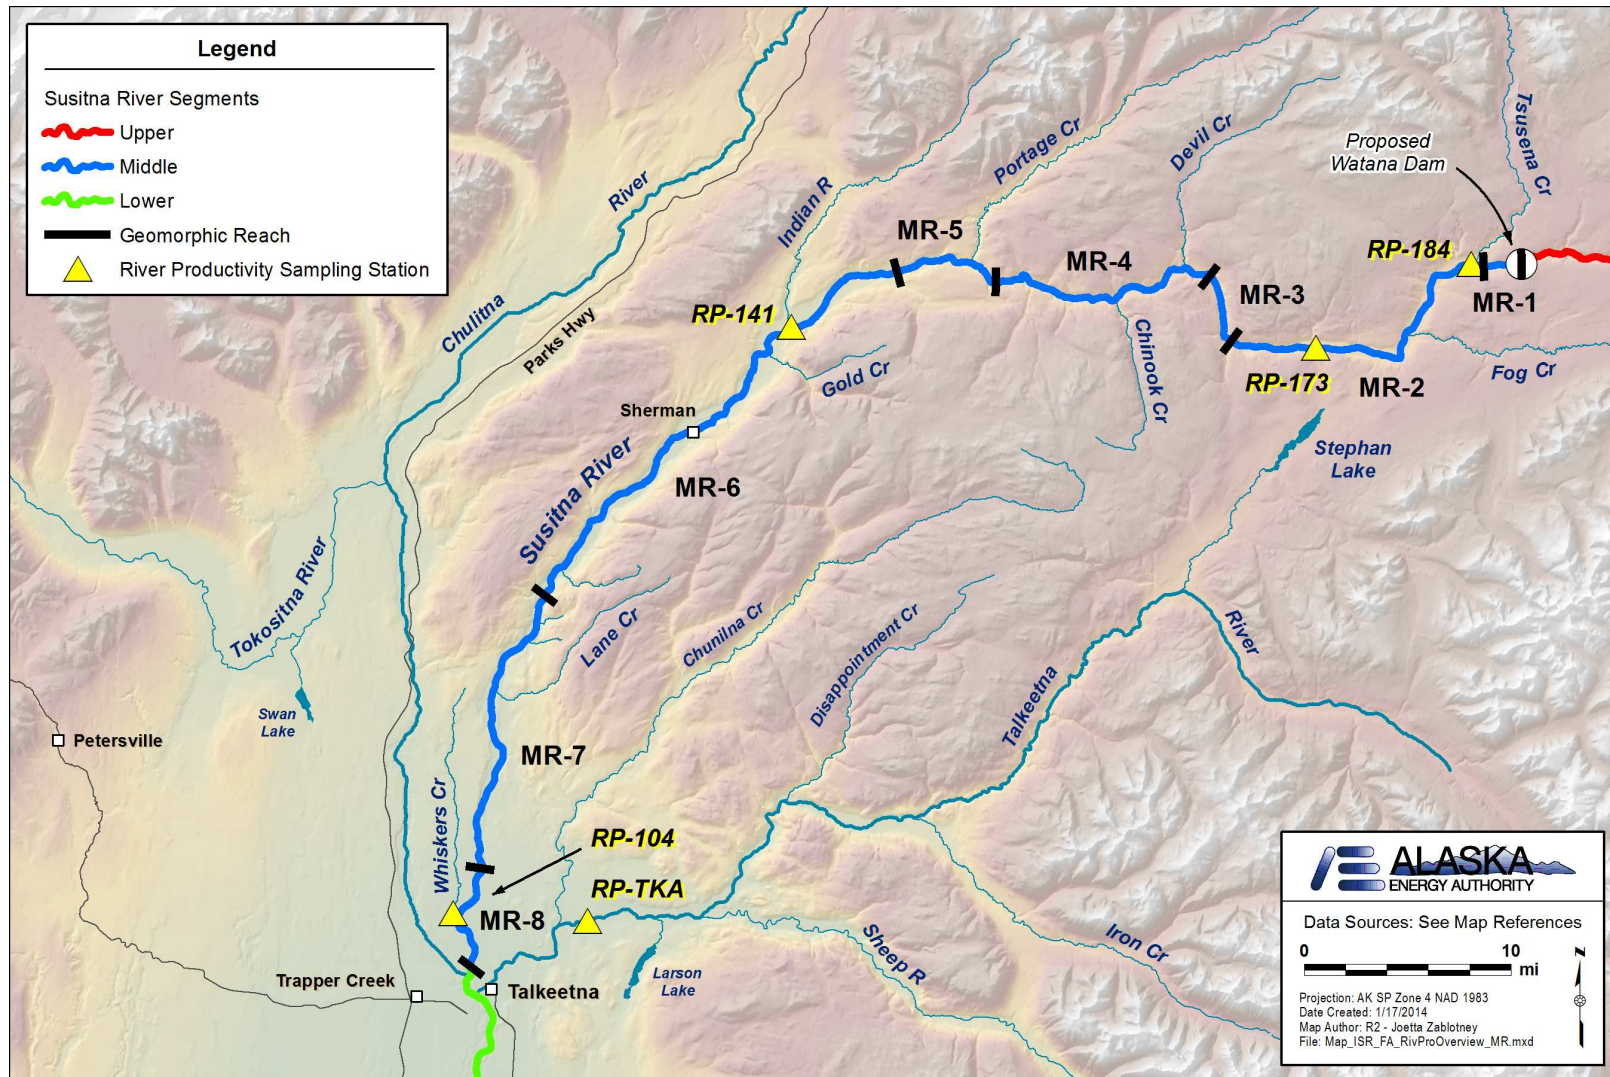 Legend
Susitna River Segments
Upper
Middle
Lower
Geomorphic Reach
River Productivity Sampling Station
Tsusena Cr
Portage Cr
Devil Cr
Proposed
Watana Dam
River
Indian R
MR-5
RP-184
MR-4
MR-3
MR-1
Chulitna
Parks Hwy
RP-141
Chinook Cr
Gold Cr
RP-173
MR-2
Fog Cr
Sherman
Stephan
Lake
Susitna River
MR-6
Tokositna River
Lane Cr
Chunilna Cr
Disappointment Cr
River
Talkeetna
Swan
Lake
Petersville
MR-7
Whiskers Cr
RP-104
RP-TKA
MR-8
Sheep R
Iron Cr
Larson
Lake
Trapper Creek
Talkeetna
ALASKA
ENERGY AUTHORITY
Data Sources: See Map References
0 10
mi
N
Projection: AK SP Zone 4 NAD 1983
Date Created: 1/17/2014
Map Author: R2 - Joetta Zablotney
File: Map_ISR_FA_RivProOverview_MR.mxd